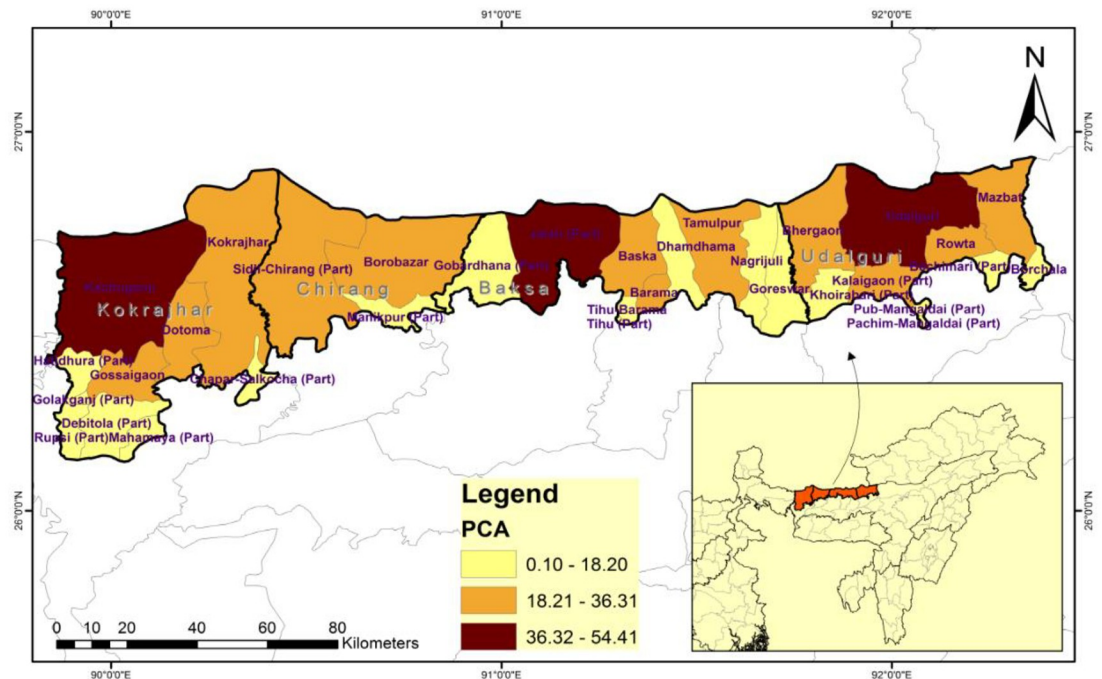 90°0'0"E 91°0'0"E 92°0'0"E
N
27°0'0"N 27°0'0"N
Mazbat
Kokrajhar
Tamulpur
Bhergaon
Udalguri
Rowta
Jalah (Part)
Dhamdhama
Sidli-Chirang (Part)
Borobazar
Gobardhana (Part)
Baska
Nagrijuli
Udalguri
Borchala
Kalaigaon (Part)
Chirang
Baksa
Barama
Goreswar
Khoirabari (Part)
Kokrajhar
Manikpur (Part)
Tihu Barama
Tihu (Part)
Pub-Mangaldai (Part)
Pachim-Mangaldai (Part)
Dotoma
Gossaigaon
Chapar-Salkocha (Part)
Golakganj (Part)
Debitola (Part)
Rupsi (Part) Mahamaya (Part)
26°0'0"N 26°0'0"N
Legend
PCA
0.10 - 18.20
18.21 - 36.31
36.32 - 54.41
0 10 20 40 60 80
Kilometers
90°0'0"E 91°0'0"E 92°0'0"E